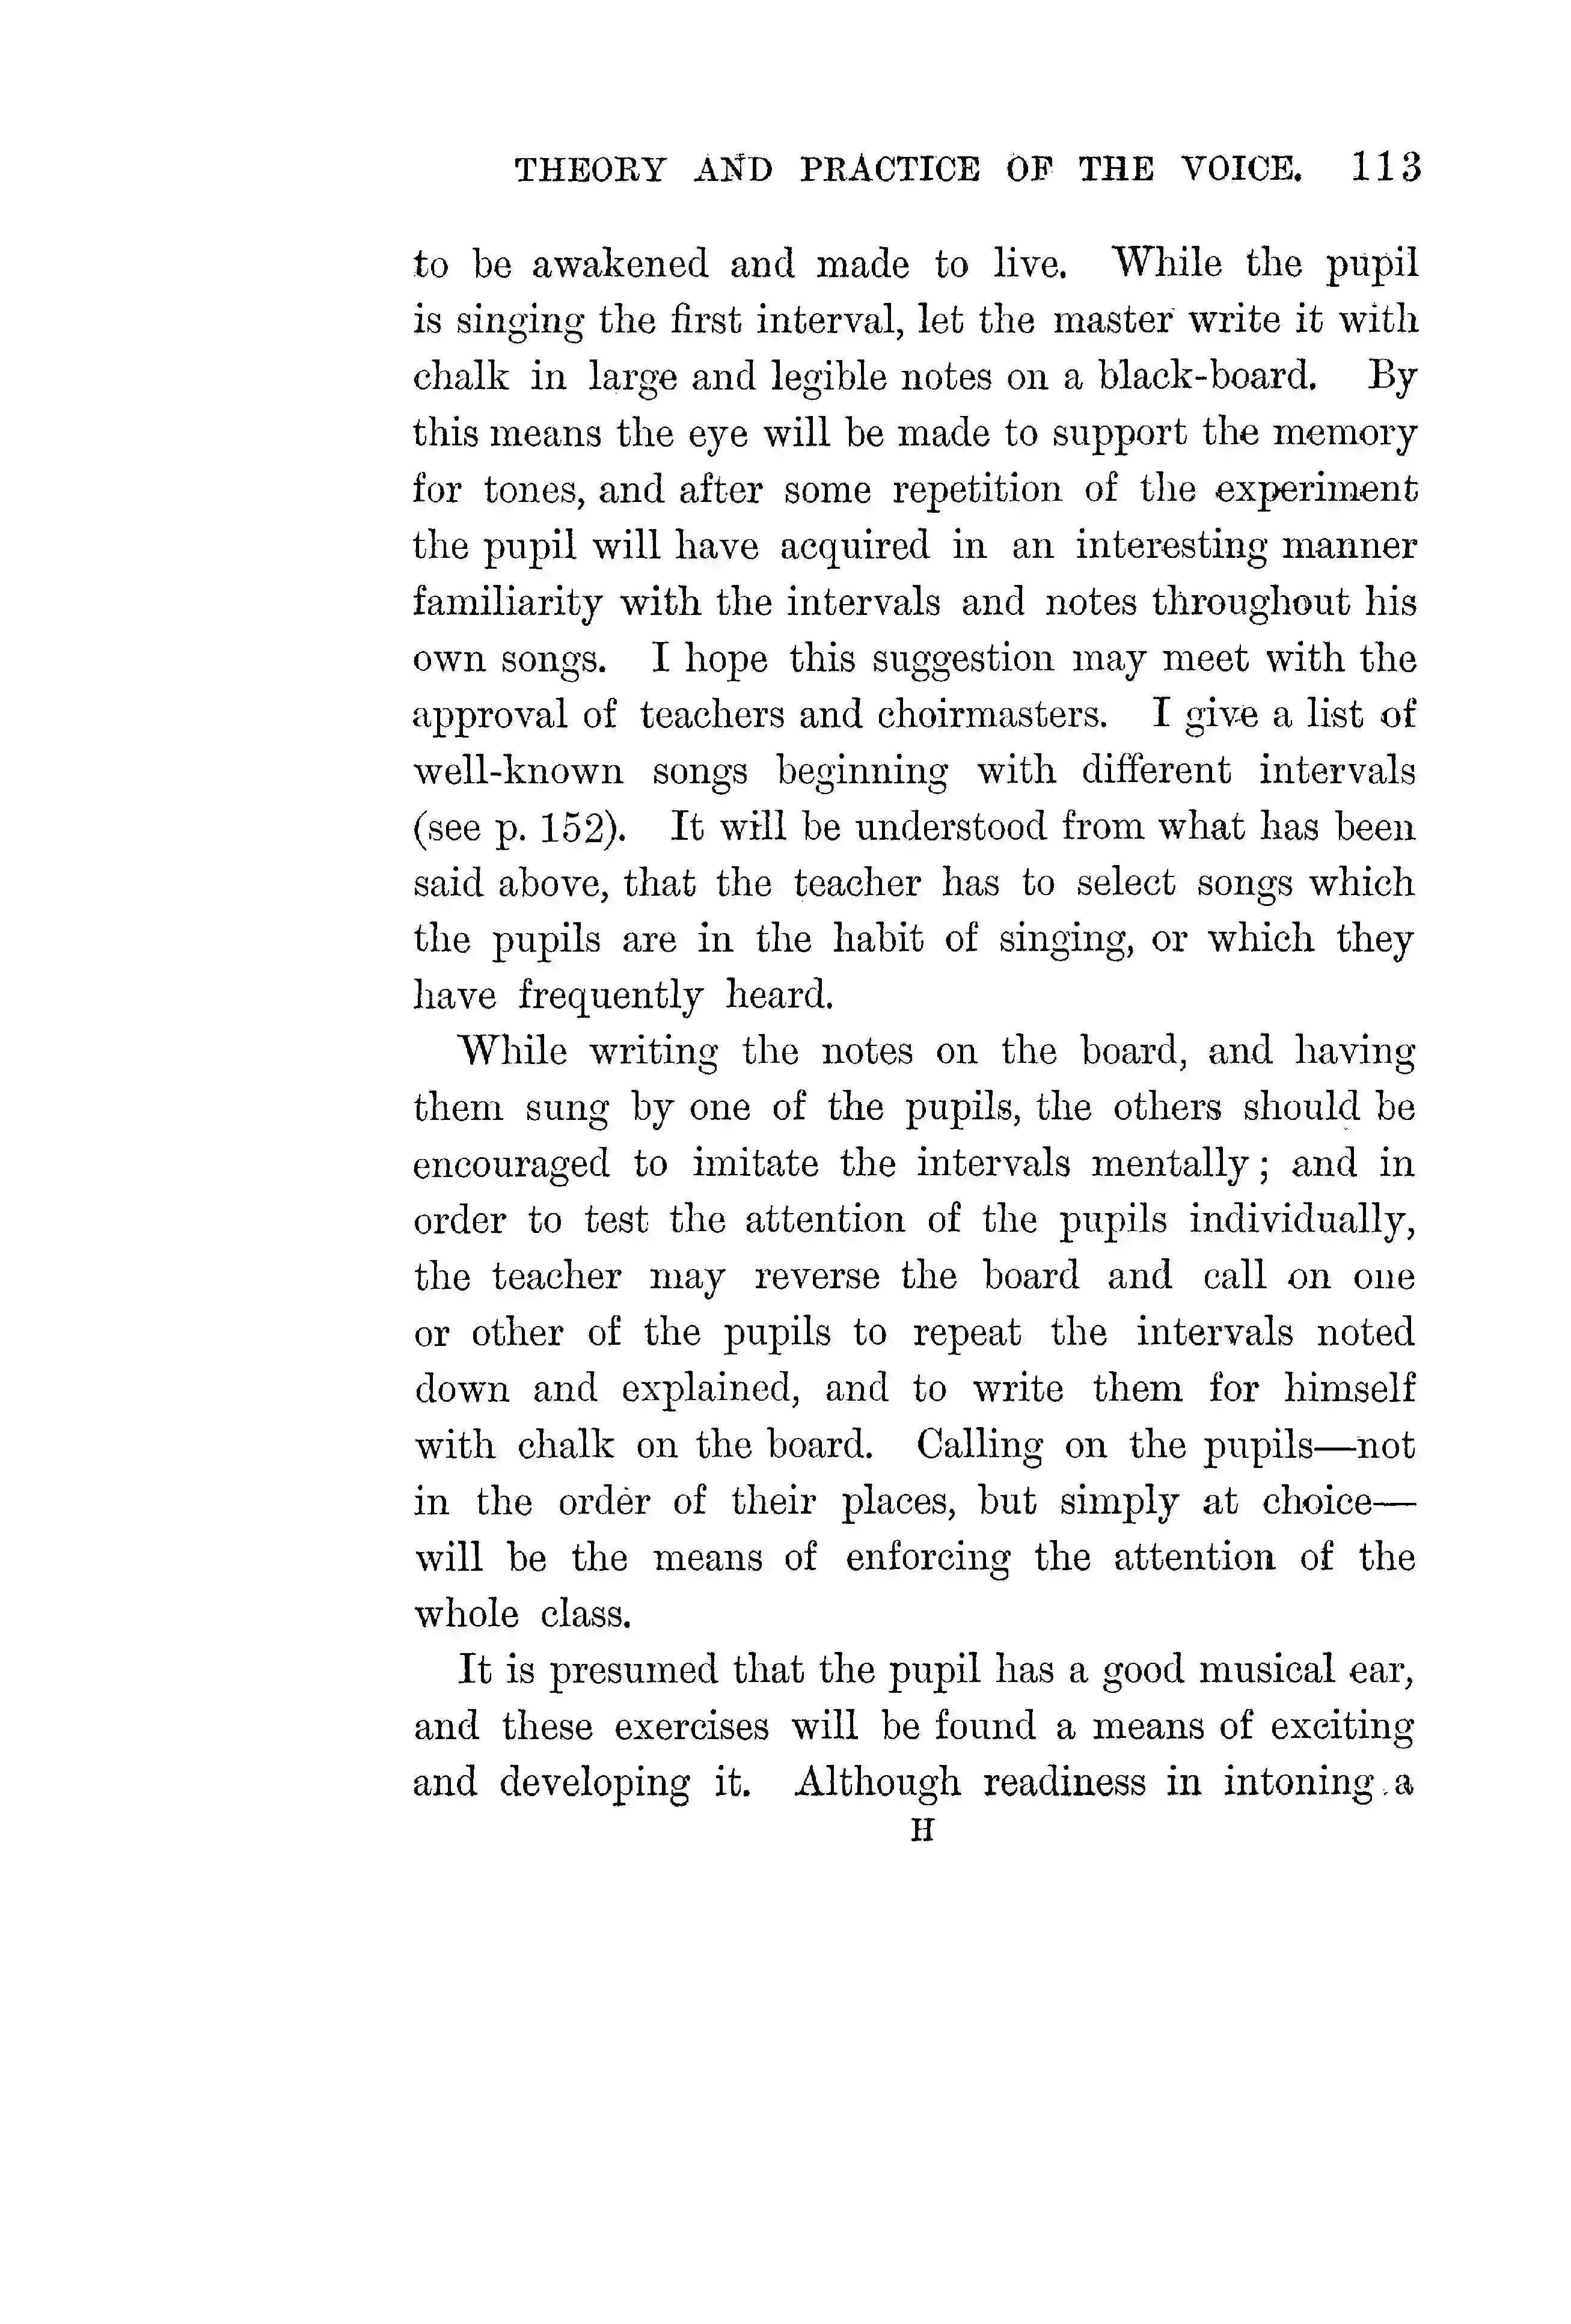 THEORY AND PRACTICE OF THE VOICE. 113
to be awakened and made to live. While the pupil
is singing the first interval, let the master write it with
chalk in large and legible notes on a black-board. By
this means the eye will be made to support the memory
for tones, and after some repetition of the experiment
the pupil will have acquired in an interesting manner
familiarity with the intervals and notes throughout his
own songs. I hope this suggestion may meet with the
approval of teachers and choirmasters. I give a list of
well-known songs beginning with different intervals
(see p. 152). It will be understood from what has been
said above, that the teacher has to select songs which
the pupils are in the habit of singing, or which they
have frequently heard.
While writing the notes on the board, and having
them sung by one of the pupils, the others should be
encouraged to imitate the intervals mentally; and in
order to test the attention of the pupils individually,
the teacher may reverse the board and call on one
or other of the pupils to repeat the intervals noted
down and explained, and to write them for himself
with chalk on the board. Calling on the pupils—not
in the order of their places, but simply at choice—
will be the means of enforcing the attention of the
whole class.
It is presumed that the pupil has a good musical ear,
and these exercises will be found a means of exciting
and developing it. Although readiness in intoning a
H